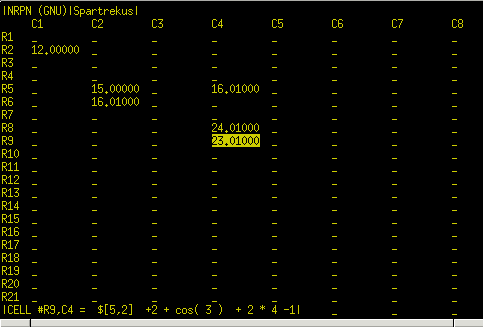 |NRPN (GNU)|Spartrekus|
C1 C2 C3 C4 C5 C6 C7 C8
R1 _ _ _ _ _ _ _ _
R2 12.00000 _ _ _ _ _ _ _
R3 _ _ _ _ _ _ _ _
R4 _ _ _ _ _ _ _ _
R5 _ 15.00000 _ 16.01000 _ _ _ _
R6 _ 16.01000 _ _ _ _ _ _
R7 _ _ _ _ _ _ _ _
R8 _ _ _ 24.01000 _ _ _ _
R9 _ _ _ 23.01000 _ _ _ _
R10 _ _ _ _ _ _ _ _
R11 _ _ _ _ _ _ _ _
R12 _ _ _ _ _ _ _ _
R13 _ _ _ _ _ _ _ _
R14 _ _ _ _ _ _ _ _
R15 _ _ _ _ _ _ _ _
R16 _ _ _ _ _ _ _ _
R17 _ _ _ _ _ _ _ _
R18 _ _ _ _ _ _ _ _
R19 _ _ _ _ _ _ _ _
R20 _ _ _ _ _ _ _ _
R21 _ _ _ _ _ _ _ _
|CELL #R9,C4 =  $[5,2]  +2 + cos( 3 )  + 2 * 4 -1|